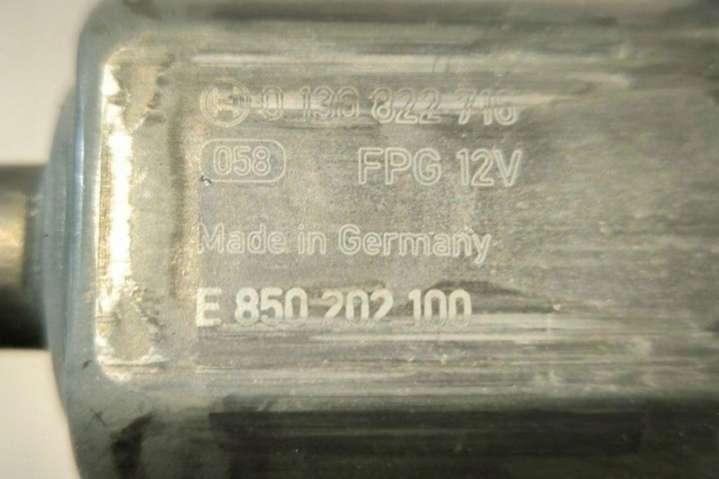 0 130 822 716
058 FPG 12V
Made in Germany
E 850 202 100